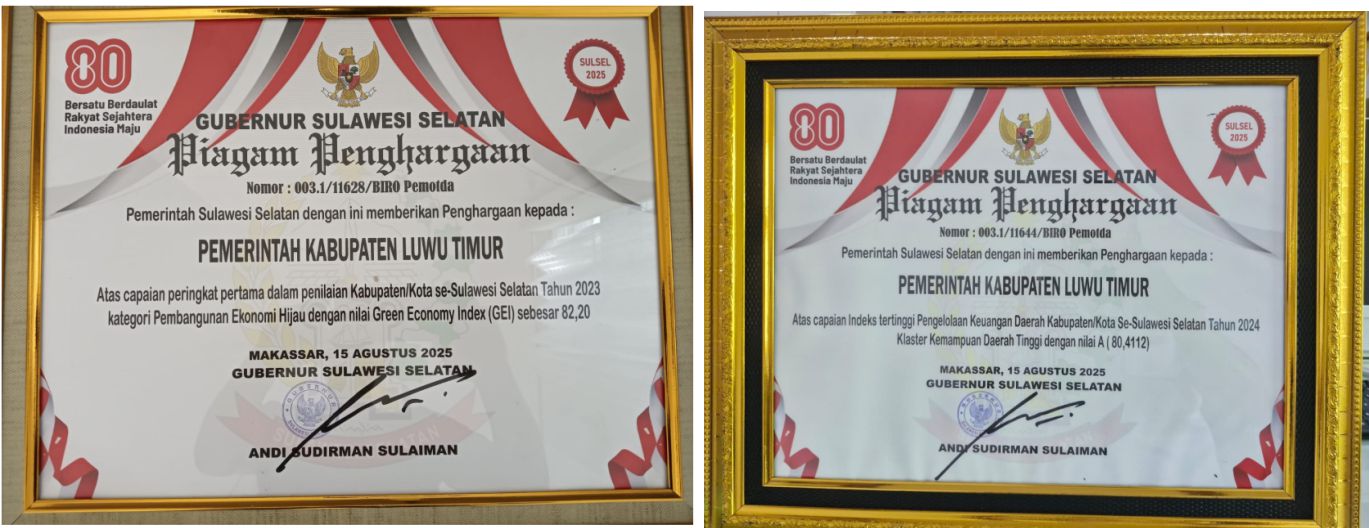 80
Bersatu Berdaulat
Rakyat Sejahtera
Indonesia Maju
SULSEL
2025
GUBERNUR SULAWESI SELATAN
Piagam Penghargaan
Nomor : 003.1/11628/BIRO Pemotda
Pemerintah Sulawesi Selatan dengan ini memberikan Penghargaan kepada :
PEMERINTAH KABUPATEN LUWU TIMUR
Atas capaian peringkat pertama dalam penilaian Kabupaten/Kota se-Sulawesi Selatan Tahun 2023
kategori Pembangunan Ekonomi Hijau dengan nilai Green Economy Index (GEI) sebesar 82,20
MAKASSAR, 15 AGUSTUS 2025
GUBERNUR SULAWESI SELATAN
ANDI SUDIRMAN SULAIMAN
80
Bersatu Berdaulat
Rakyat Sejahtera
Indonesia Maju
SULSEL
2025
GUBERNUR SULAWESI SELATAN
Piagam Penghargaan
Nomor : 003.1/11644/BIRO Pemotda
Pemerintah Sulawesi Selatan dengan ini memberikan Penghargaan kepada :
PEMERINTAH KABUPATEN LUWU TIMUR
Atas capaian Indeks tertinggi Pengelolaan Keuangan Daerah Kabupaten/Kota Se-Sulawesi Selatan Tahun 2024
Klaster Kemampuan Daerah Tinggi dengan nilai A ( 80,4112)
MAKASSAR, 15 AGUSTUS 2025
GUBERNUR SULAWESI SELATAN
ANDI SUDIRMAN SULAIMAN